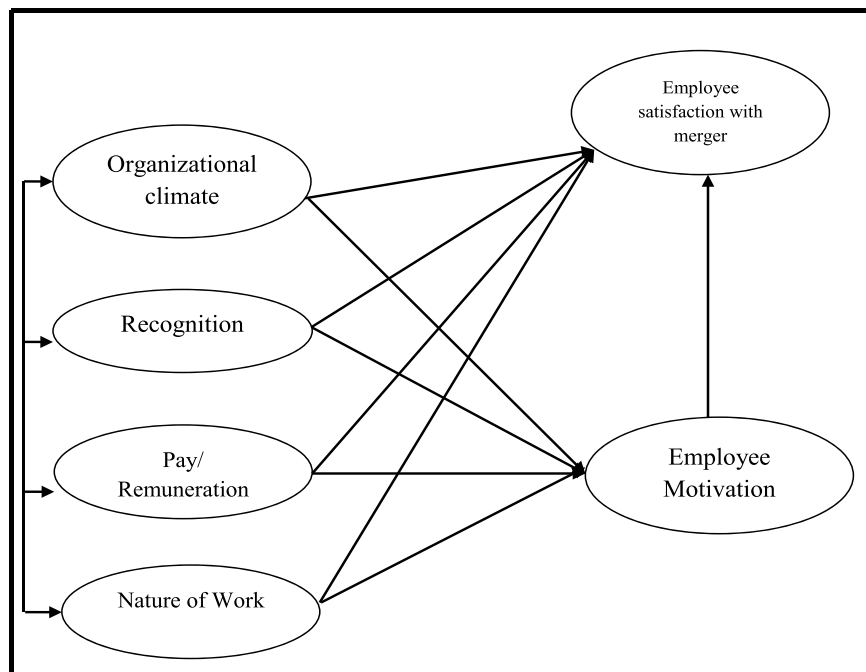 Employee
satisfaction with
merger
Organizational
climate
Recognition
Pay/
Remuneration
Employee
Motivation
Nature of Work